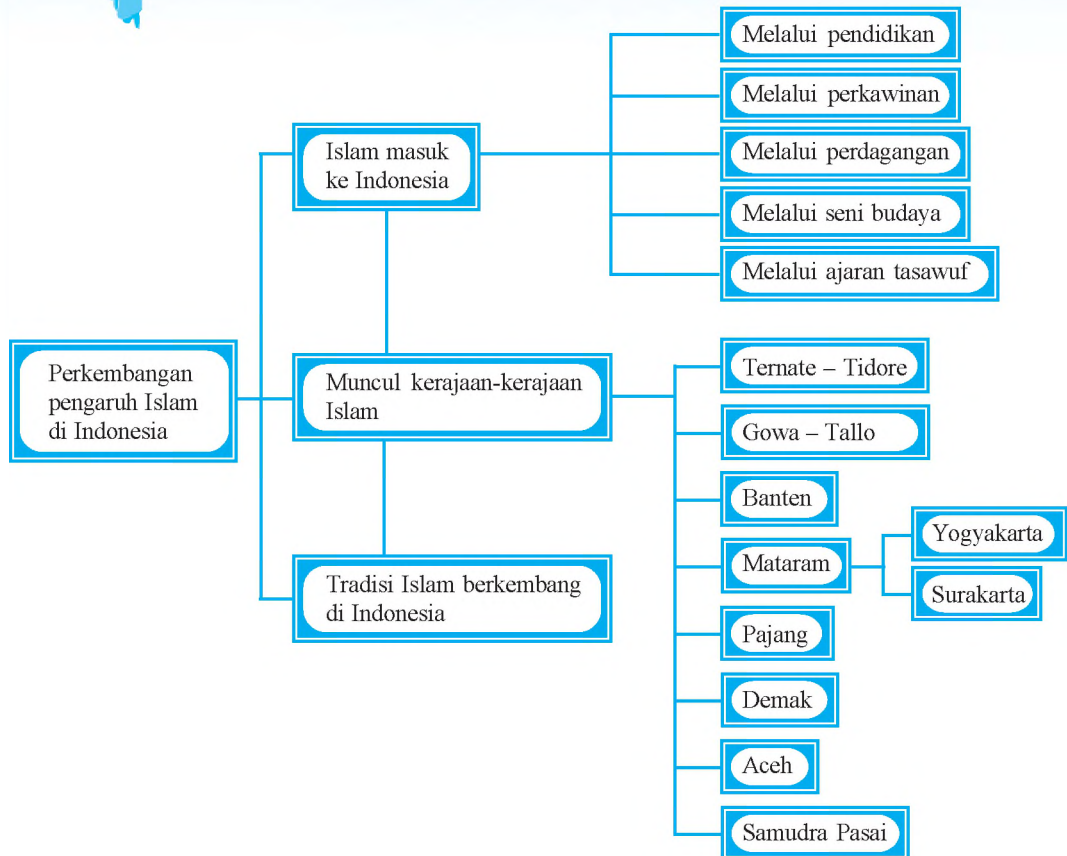 Perkembangan
pengaruh Islam
di Indonesia
Islam masuk
ke Indonesia
Melalui pendidikan
Melalui perkawinan
Melalui perdagangan
Melalui seni budaya
Melalui ajaran tasawuf
Muncul kerajaan-kerajaan
Islam
Ternate – Tidore
Gowa – Tallo
Banten
Mataram
Yogyakarta
Surakarta
Pajang
Demak
Aceh
Samudra Pasai
Tradisi Islam berkembang
di Indonesia